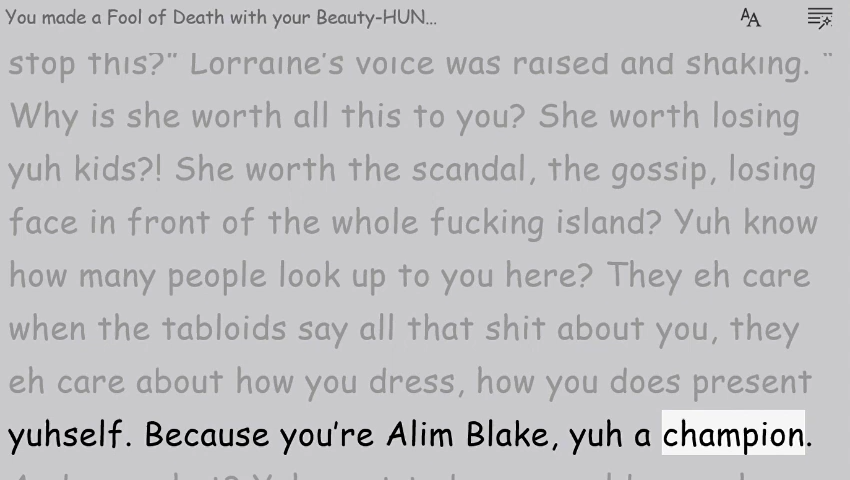 You made a Fool of Death with your Beauty-HUN...
stop this?" Lorraine's voice was raised and shaking. "
Why is she worth all this to you? She worth losing
yuh kids?! She worth the scandal, the gossip, losing
face in front of the whole fucking island? Yuh know
how many people look up to you here? They eh care
when the tabloids say all that shit about you, they
eh care about how you dress, how you does present
yuhself. Because you're Alim Blake, yuh a champion.